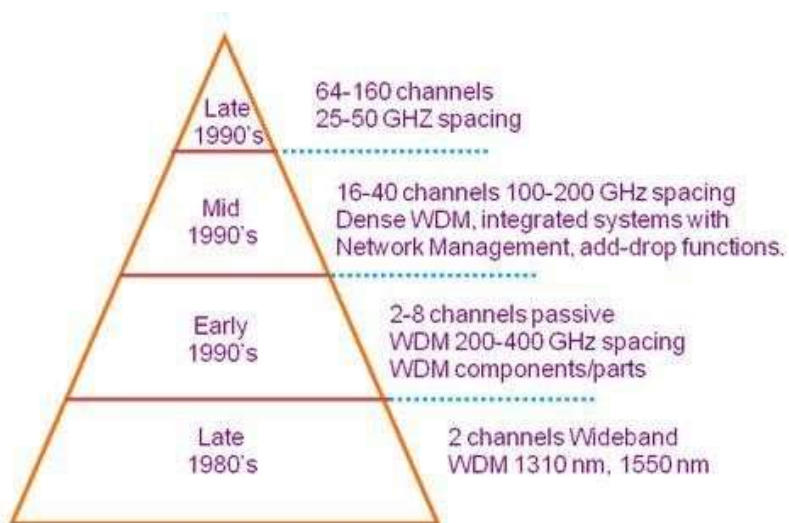 Late
1990's
64-160 channels
25-50 GHZ spacing
Mid
1990's
16-40 channels 100-200 GHz spacing
Dense WDM, integrated systems with
Network Management, add-drop functions.
Early
1990's
2-8 channels passive
WDM 200-400 GHz spacing
WDM components/parts
Late
1980's
2 channels Wideband
WDM 1310 nm, 1550 nm